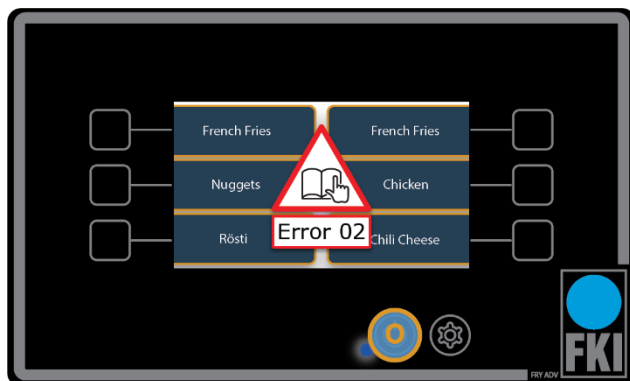 French Fries
French Fries
Nuggets
Chicken
Rösti
Error 02
Chili Cheese
O
FKI
FRY ADV